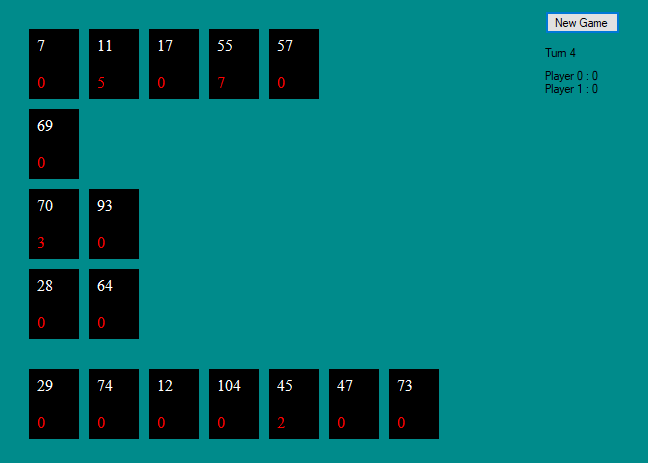 7 11 17 55 57
0 5 0 7 0
69
0
70 93
3 0
28 64
0 0
29 74 12 104 45 47 73
0 0 0 0 2 0 0
New Game
Turn 4
Player 0 : 0
Player 1 : 0